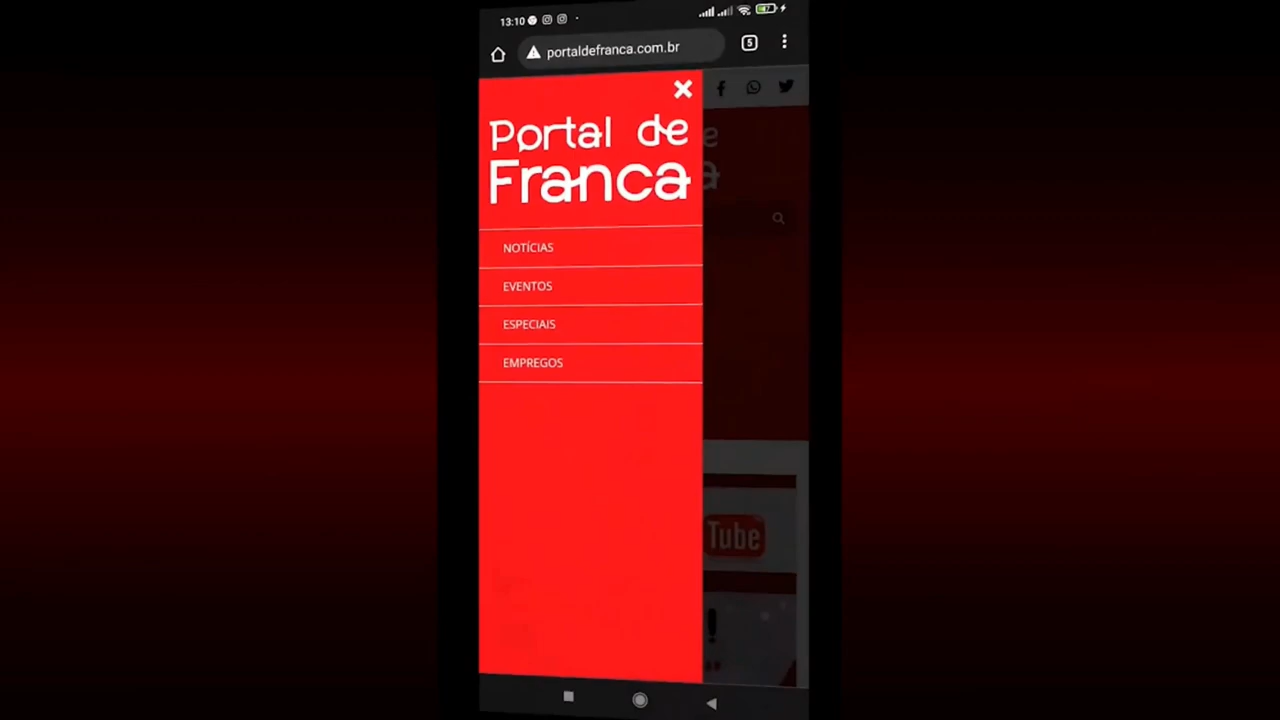 13:10
portaldefranca.com.br
5
Portal de
Franca
NOTÍCIAS
EVENTOS
ESPECIAIS
EMPREGOS
Tube